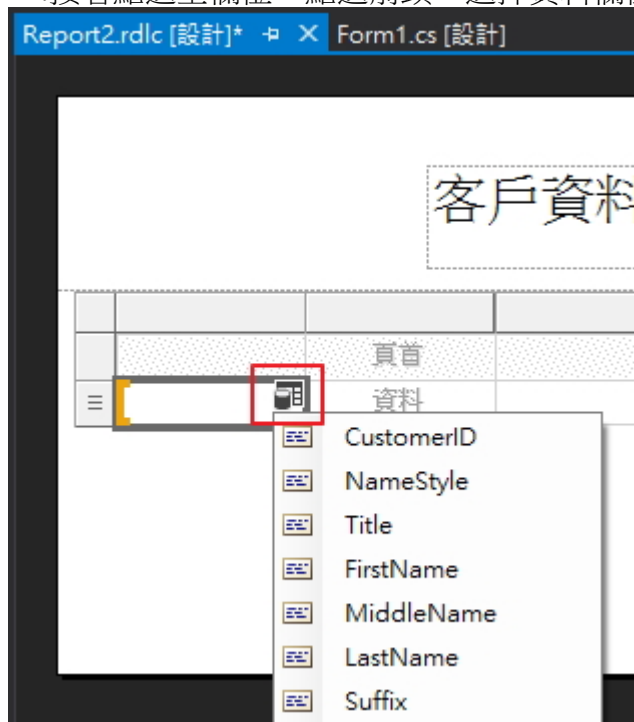 Report2.rdlc [設計]* Form1.cs [設計]
客戶資料
頁首
資料
CustomerID
NameStyle
Title
FirstName
MiddleName
LastName
Suffix